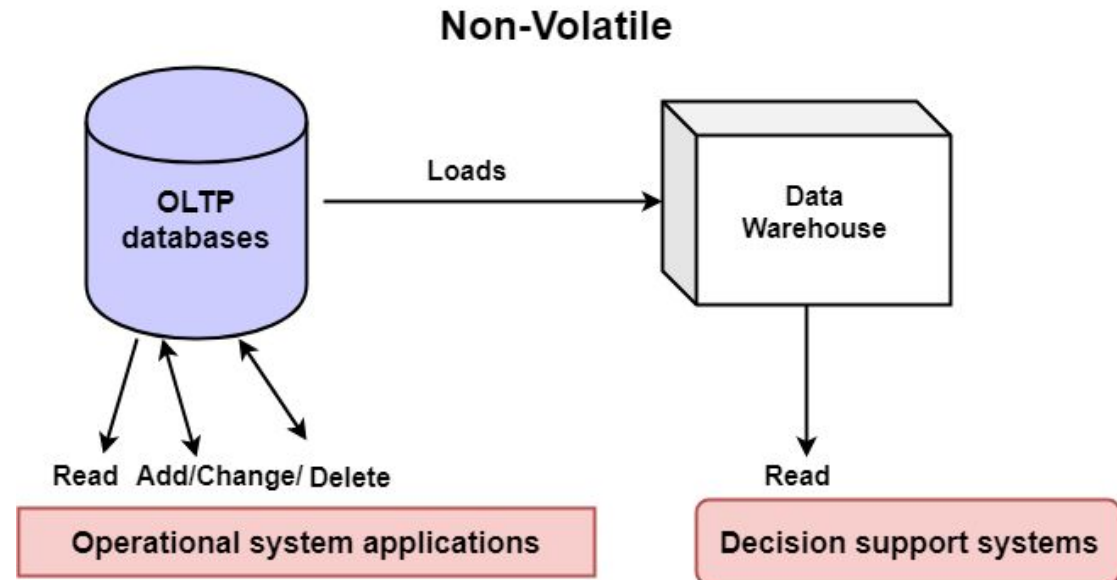 Non-Volatile
OLTP
databases
Loads
Data
Warehouse
Read Add/Change/ Delete
Read
Operational system applications
Decision support systems